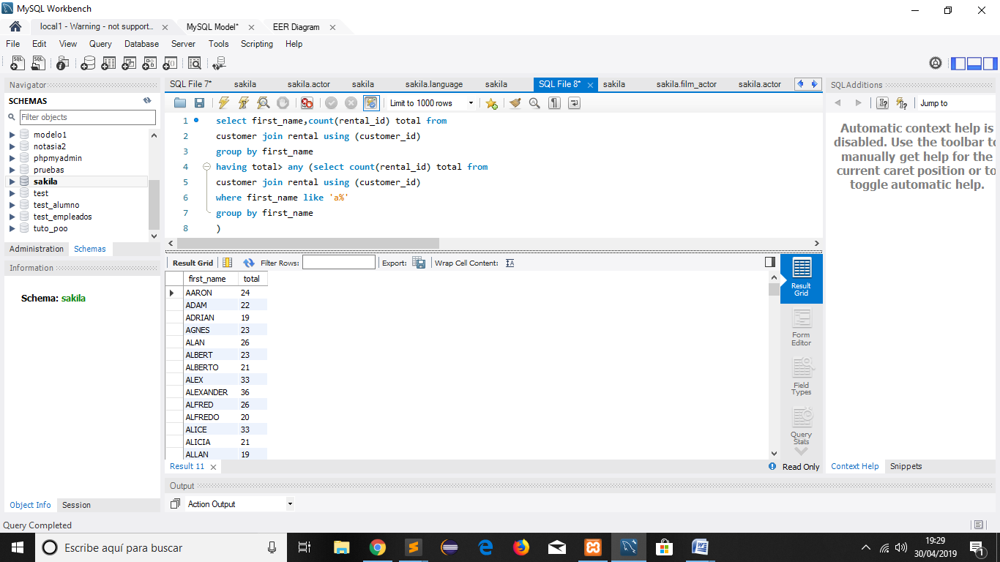 MySQL Workbench
local1 - Warning - not support...
MySQL Model*
EER Diagram
File Edit View Query Database Server Tools Scripting Help
Navigator
SCHEMAS
Filter objects
modelo1
notasia2
phpmyadmin
pruebas
sakila
test
test_alumno
test_empleados
tuto_poo
Administration Schemas
Information
Schema: sakila
Object Info Session
SQL File 7* sakila sakila.actor sakila sakila.language sakila SQL File 8* sakila sakila.film_actor sakila.actor
Limit to 1000 rows
1 select first_name,count(rental_id) total from
2 customer join rental using (customer_id)
3 group by first_name
4 having total> any (select count(rental_id) total from
5 customer join rental using (customer_id)
6 where first_name like 'a%'
7 group by first_name
8 )
Result Grid Filter Rows: Export: Wrap Cell Content:
first_name total
AARON 24
ADAM 22
ADRIAN 19
AGNES 23
ALAN 26
ALBERT 23
ALBERTO 21
ALEX 33
ALEXANDER 36
ALFRED 26
ALFREDO 20
ALICE 33
ALICIA 21
ALLAN 19
Result Grid
Form Editor
Field Types
Query Stats
Result 11
Read Only
Output
Action Output
SQLAdditions
Jump to
Automatic context help is
disabled. Use the toolbar to
manually get help for the
current caret position or to
toggle automatic help.
Context Help Snippets
Query Completed
Escribe aquí para buscar
19:29
30/04/2019
1